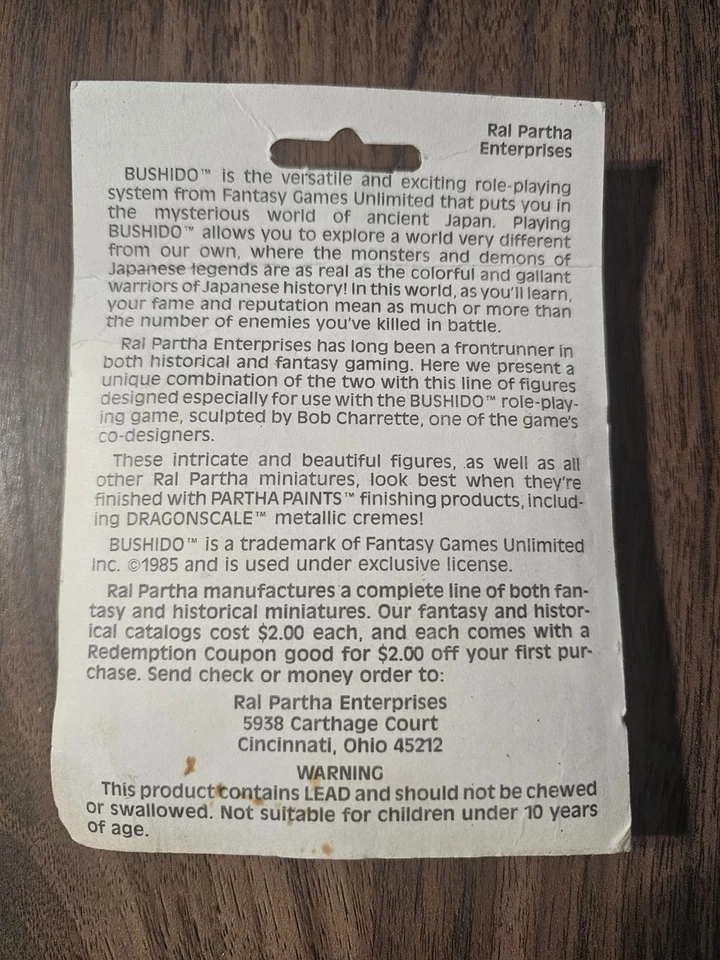 Ral Partha
Enterprises
BUSHIDO™ is the versatile and exciting role-playing
system from Fantasy Games Unlimited that puts you in
the mysterious world of ancient Japan. Playing
BUSHIDO™ allows you to explore a world very different
from our own, where the monsters and demons of
Japanese legends are as real as the colorful and gallant
warriors of Japanese history! In this world, as you'll learn,
your fame and reputation mean as much or more than
the number of enemies you've killed in battle.
Ral Partha Enterprises has long been a frontrunner in
both historical and fantasy gaming. Here we present a
unique combination of the two with this line of figures
designed especially for use with the BUSHIDO™ role-play-
ing game, sculpted by Bob Charrette, one of the game's
co-designers.
These intricate and beautiful figures, as well as all
other Ral Partha miniatures, look best when they're
finished with PARTHA PAINTS™ finishing products, includ-
ing DRAGONSCALE™ metallic cremes!
BUSHIDO™ is a trademark of Fantasy Games Unlimited
Inc. ©1985 and is used under exclusive license.
Ral Partha manufactures a complete line of both fan-
tasy and historical miniatures. Our fantasy and histor-
ical catalogs cost $2.00 each, and each comes with a
Redemption Coupon good for $2.00 off your first pur-
chase. Send check or money order to:
Ral Partha Enterprises
5938 Carthage Court
Cincinnati, Ohio 45212
WARNING
This product contains LEAD and should not be chewed
or swallowed. Not suitable for children under 10 years
of age.